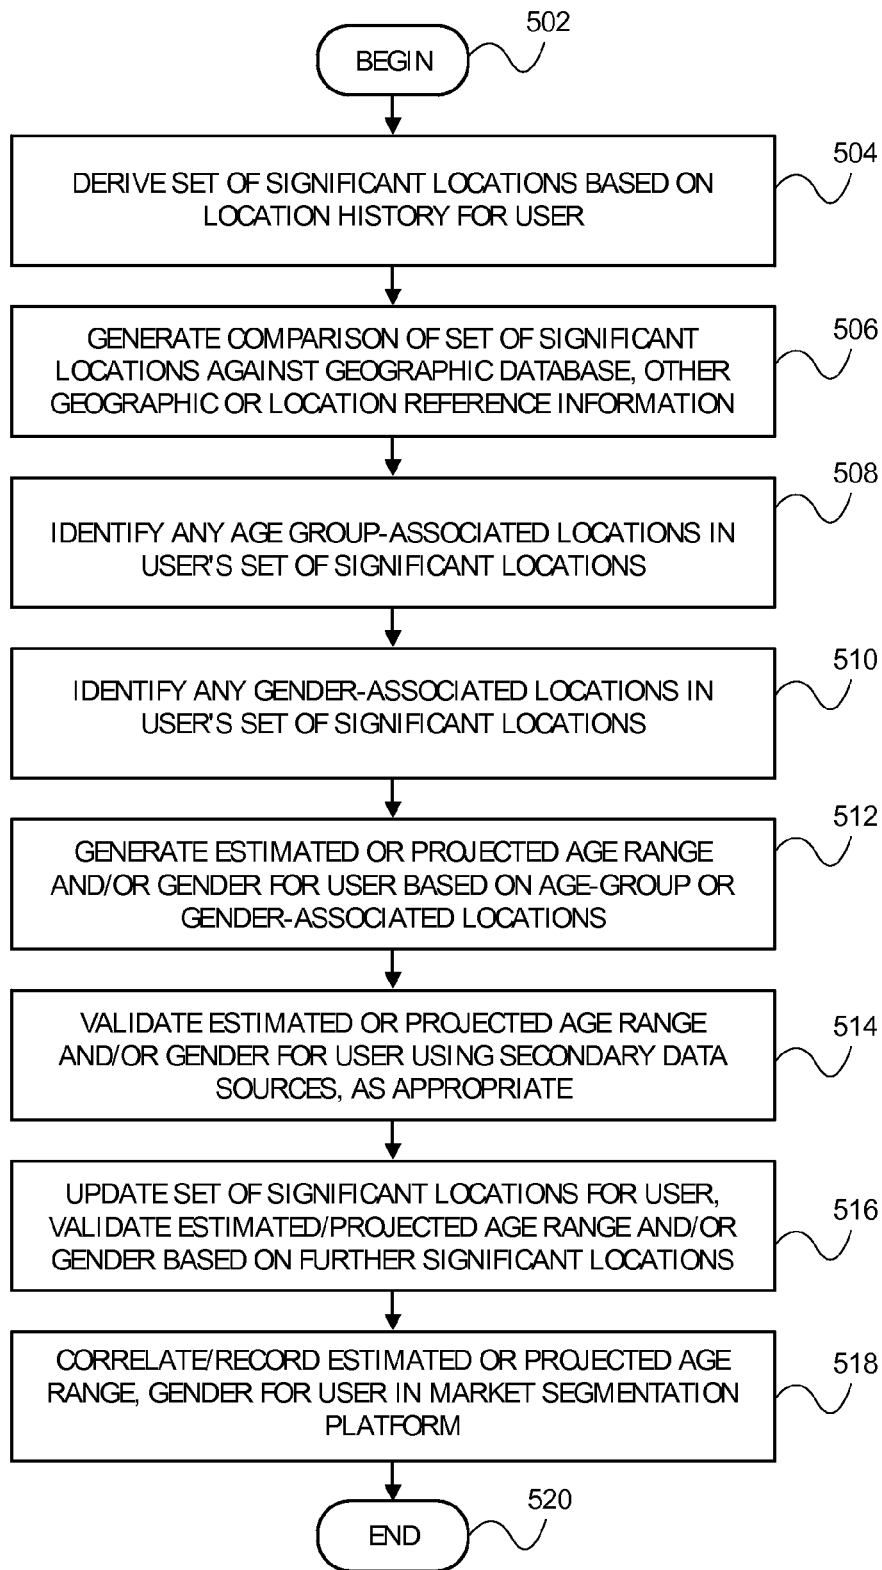 502
BEGIN
504
DERIVE SET OF SIGNIFICANT LOCATIONS BASED ON
LOCATION HISTORY FOR USER
506
GENERATE COMPARISON OF SET OF SIGNIFICANT
LOCATIONS AGAINST GEOGRAPHIC DATABASE, OTHER
GEOGRAPHIC OR LOCATION REFERENCE INFORMATION
508
IDENTIFY ANY AGE GROUP-ASSOCIATED LOCATIONS IN
USER'S SET OF SIGNIFICANT LOCATIONS
510
IDENTIFY ANY GENDER-ASSOCIATED LOCATIONS IN
USER'S SET OF SIGNIFICANT LOCATIONS
512
GENERATE ESTIMATED OR PROJECTED AGE RANGE
AND/OR GENDER FOR USER BASED ON AGE-GROUP OR
GENDER-ASSOCIATED LOCATIONS
514
VALIDATE ESTIMATED OR PROJECTED AGE RANGE
AND/OR GENDER FOR USER USING SECONDARY DATA
SOURCES, AS APPROPRIATE
516
UPDATE SET OF SIGNIFICANT LOCATIONS FOR USER,
VALIDATE ESTIMATED/PROJECTED AGE RANGE AND/OR
GENDER BASED ON FURTHER SIGNIFICANT LOCATIONS
518
CORRELATE/RECORD ESTIMATED OR PROJECTED AGE
RANGE, GENDER FOR USER IN MARKET SEGMENTATION
PLATFORM
520
END